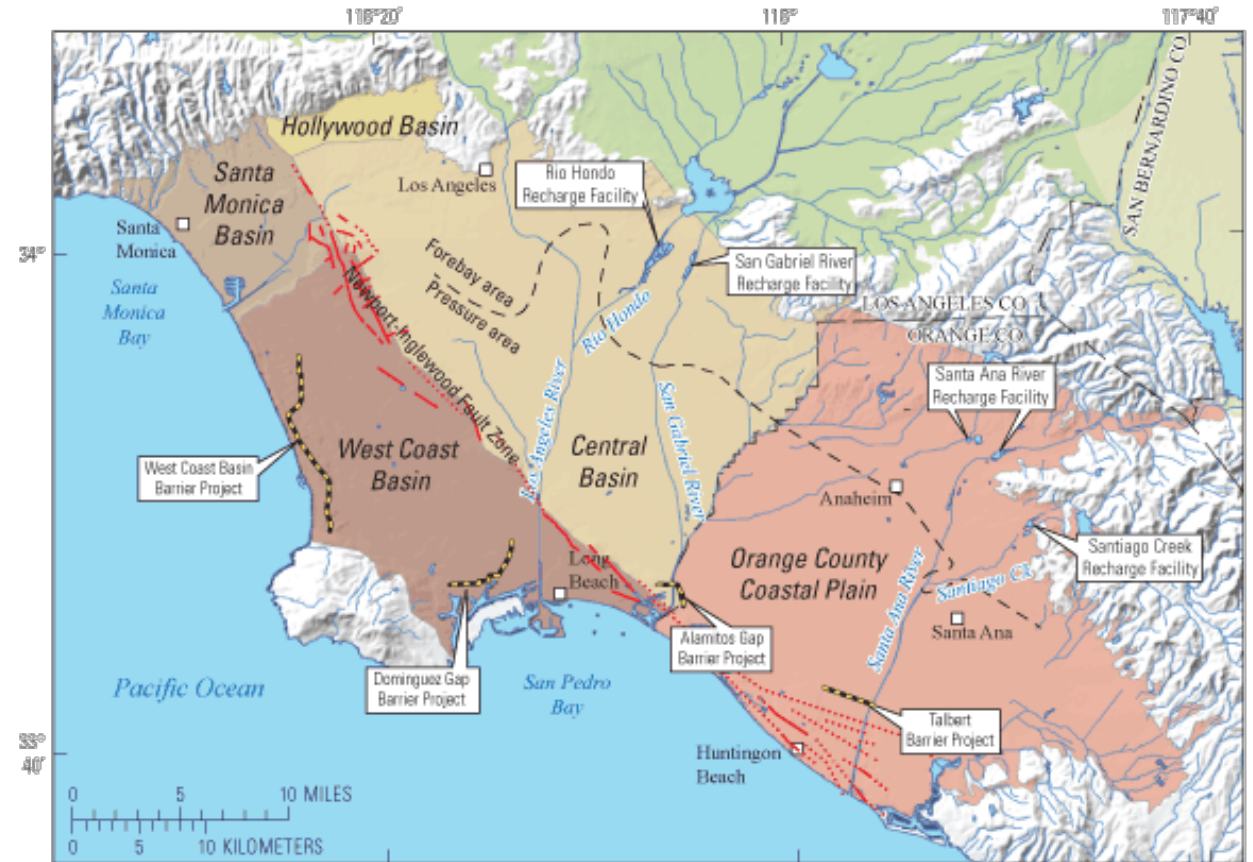 118°20'
118°
117°40'
Hollywood Basin
SAN BERNARDINO CO
Santa
Monica
Basin
Los Angeles
Rio Hondo
Recharge Facility
Santa
Monica
34°
Forebay area
Pressure area
San Gabriel River
Recharge Facility
Santa
Monica
Bay
Newport-Inglewood Fault Zone
Rio Hondo
LOS ANGELES CO
ORANGE CO
Santa Ana River
Recharge Facility
Los Angeles River
San Gabriel River
West Coast
Basin
Central
Basin
West Coast Basin
Barrier Project
Anaheim
Santiago Creek
Recharge Facility
Long
Beach
Orange County
Coastal Plain
Santa Ana River
Santiago Ck
Santa Ana
Alamitos Gap
Barrier Project
Pacific Ocean
Dominguez Gap
Barrier Project
San Pedro
Bay
Talbert
Barrier Project
Huntingon
Beach
33°
40'
0 5 10 MILES
0 5 10 KILOMETERS